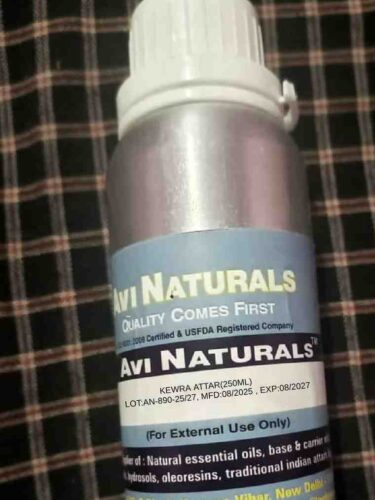 AVI NATURALS
QUALITY COMES FIRST
2008 Certified & USFDA Registered Company
AVI NATURALS™
KEWRA ATTAR(250ML)
LOT:AN-890-25/27, MFD:08/2025 , EXP:08/2027
(For External Use Only)
of : Natural essential oils, base & carrier
hydrosols, oleoresins, traditional indian
Vihar, New Delhi -